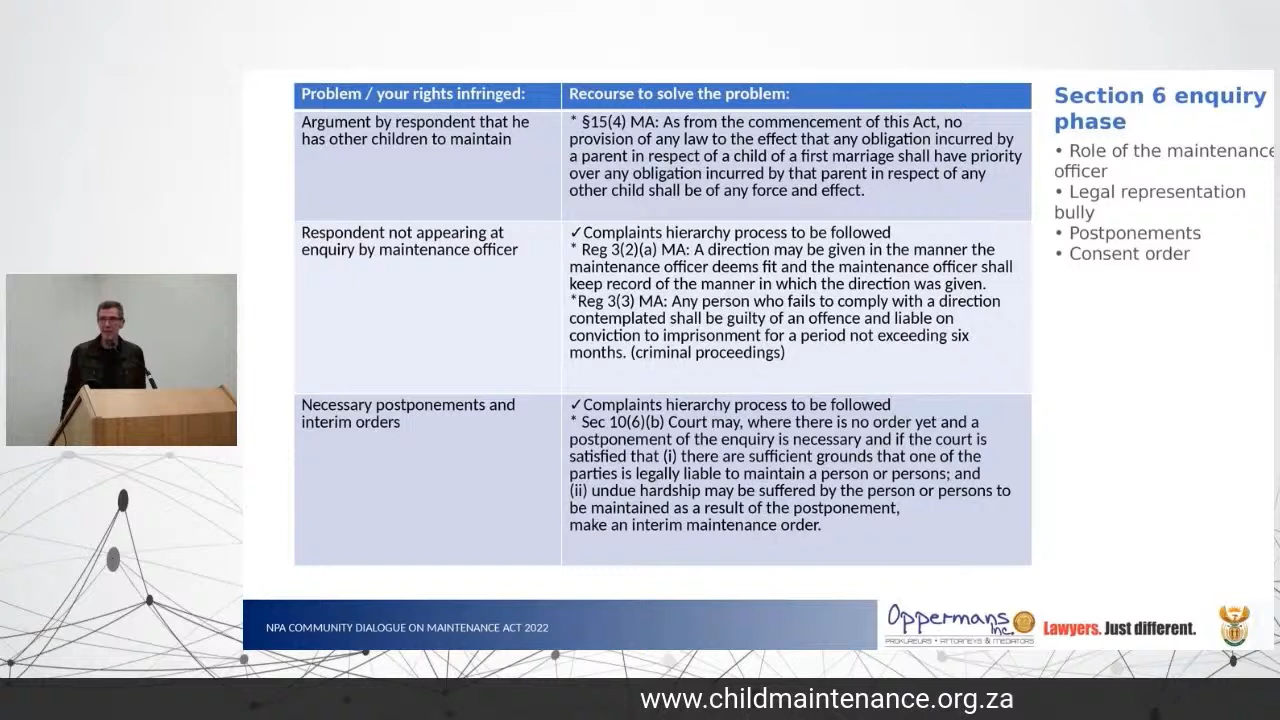 Problem / your rights infringed:
Recourse to solve the problem:
Argument by respondent that he
has other children to maintain
* §15(4) MA: As from the commencement of this Act, no
provision of any law to the effect that any obligation incurred by
a parent in respect of a child of a first marriage shall have priority
over any obligation incurred by that parent in respect of any
other child shall be of any force and effect.
Respondent not appearing at
enquiry by maintenance officer
✓Complaints hierarchy process to be followed
* Reg 3(2)(a) MA: A direction may be given in the manner the
maintenance officer deems fit and the maintenance officer shall
keep record of the manner in which the direction was given.
*Reg 3(3) MA: Any person who fails to comply with a direction
contemplated shall be guilty of an offence and liable on
conviction to imprisonment for a period not exceeding six
months. (criminal proceedings)
Necessary postponements and
interim orders
✓Complaints hierarchy process to be followed
* Sec 10(6)(b) Court may, where there is no order yet and a
postponement of the enquiry is necessary and if the court is
satisfied that (i) there are sufficient grounds that one of the
parties is legally liable to maintain a person or persons; and
(ii) undue hardship may be suffered by the person or persons to
be maintained as a result of the postponement,
make an interim maintenance order.
Section 6 enquiry
phase
• Role of the maintenance
officer
• Legal representation
bully
• Postponements
• Consent order
NPA COMMUNITY DIALOGUE ON MAINTENANCE ACT 2022
Oppermans
Inc.
PROKUREURS • ATTORNEYS & MEDIATORS
Lawyers. Just different.
www.childmaintenance.org.za